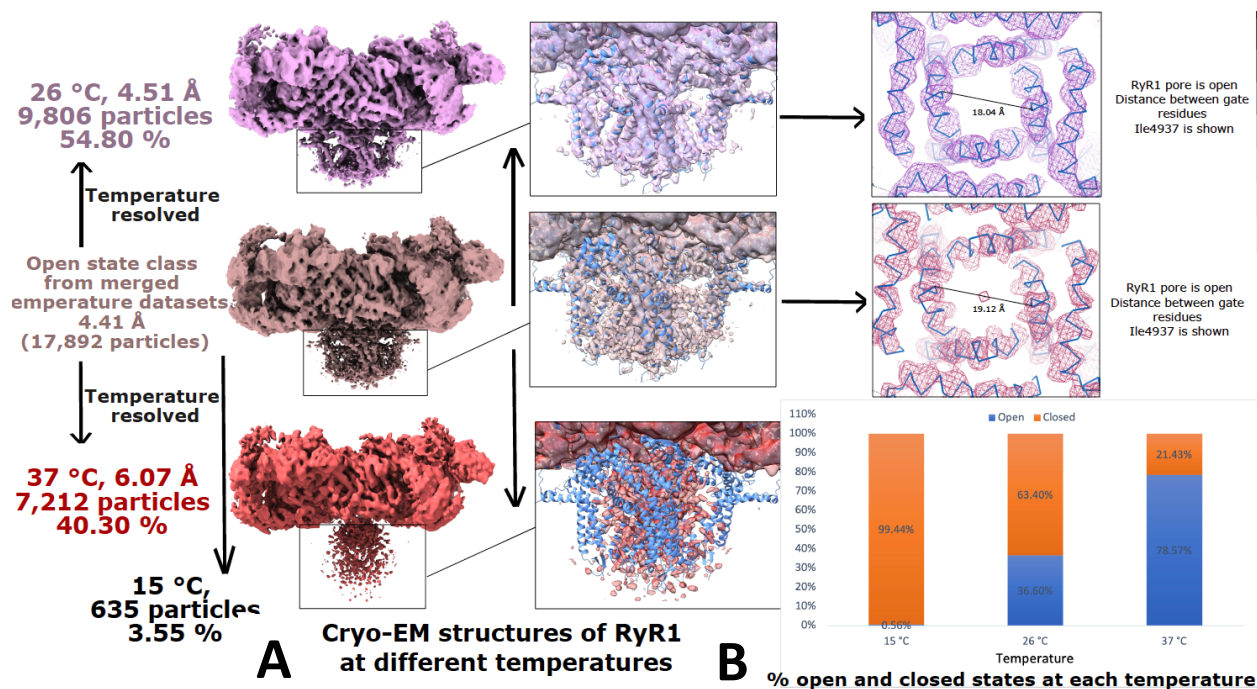 26 °C, 4.51 Å
9,806 particles
54.80 %
Temperature
resolved
Open state class
from merged
emperature datasets
4.41 Å
(17,892 particles)
Temperature
resolved
37 °C, 6.07 Å
7,212 particles
40.30 %
15 °C,
635 particles
3.55 %
A
Cryo-EM structures of RyR1
at different temperatures
18.04 Å
RyR1 pore is open
Distance between gate
residues
Ile4937 is shown
19.12 Å
RyR1 pore is open
Distance between gate
residues
Ile4937 is shown
Open Closed
110%
100%
90%
80%
70%
60%
50%
40%
30%
20%
10%
0%
99.44%
0.56%
63.40%
36.60%
21.43%
78.57%
15 °C 26 °C 37 °C
Temperature
B
% open and closed states at each temperature